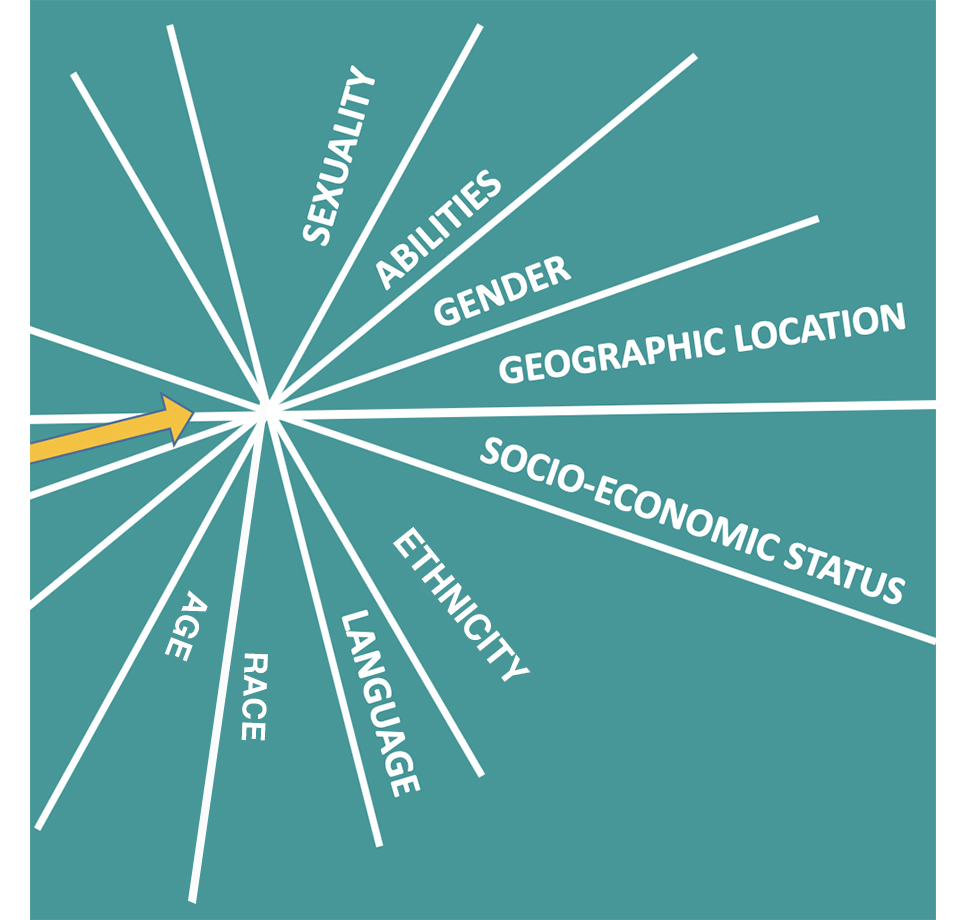 SEXUALITY
ABILITIES
GENDER
GEOGRAPHIC LOCATION
SOCIO-ECONOMIC STATUS
ETHNICITY
LANGUAGE
RACE
AGE